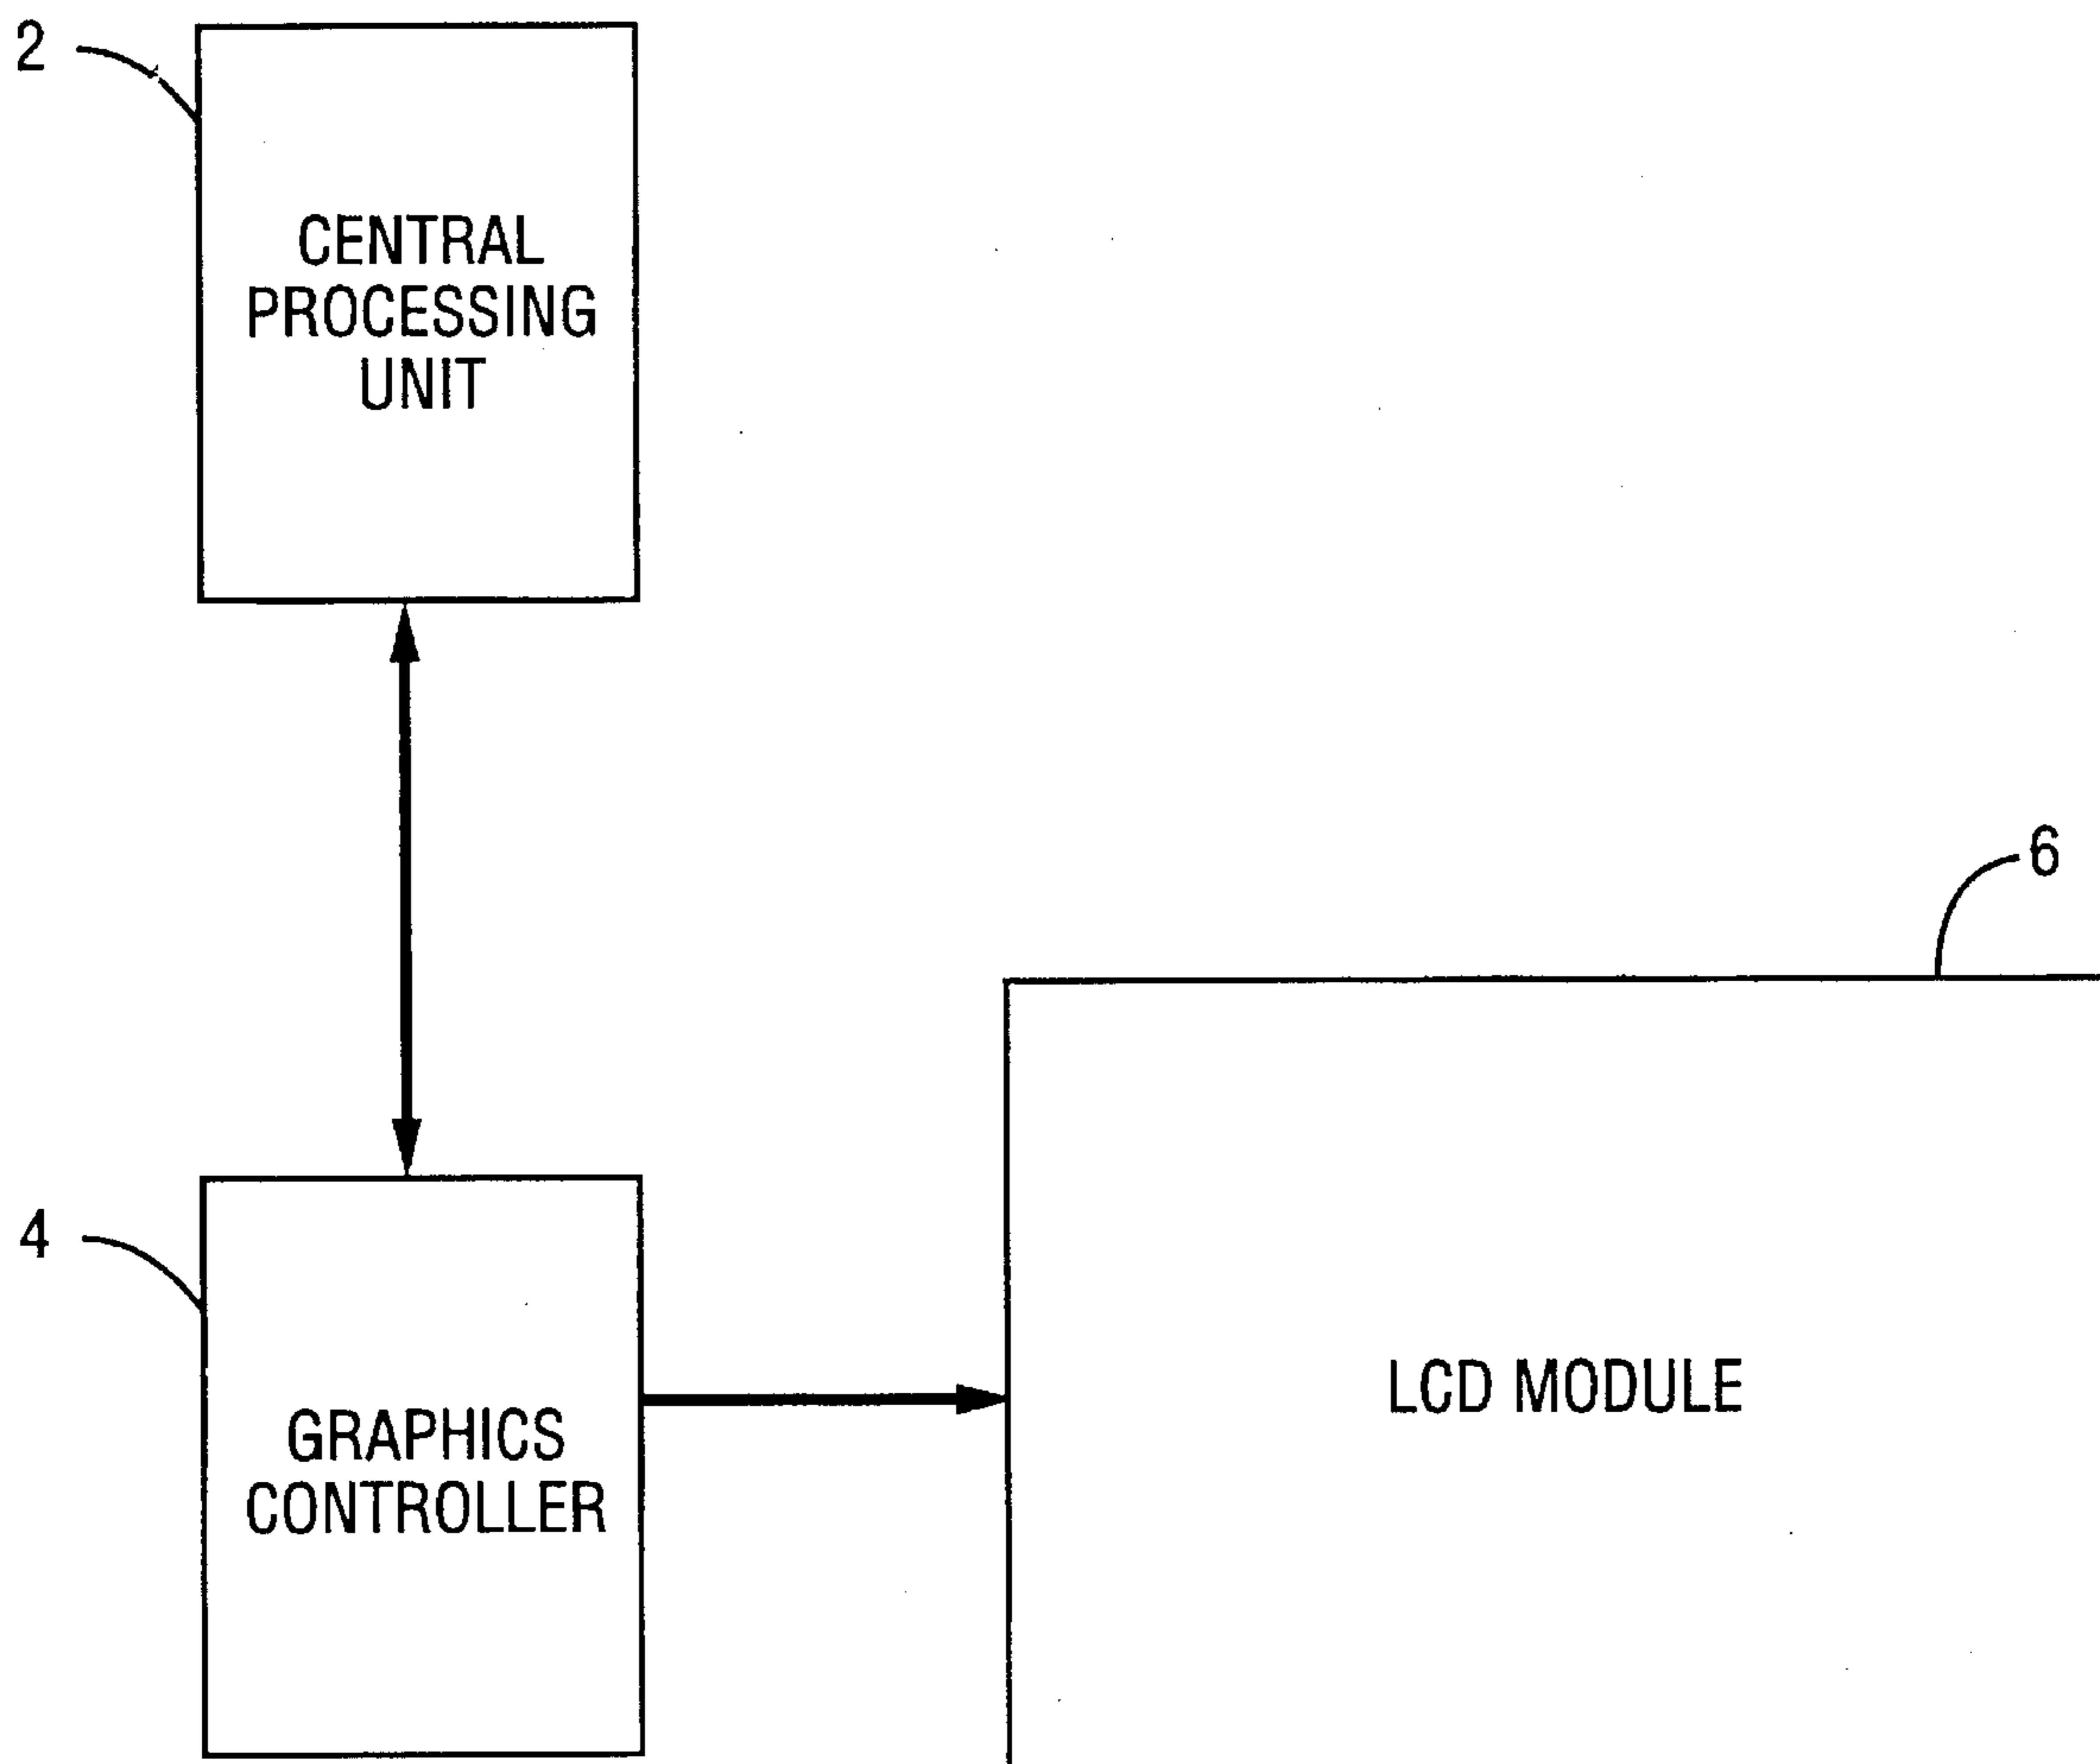 2
CENTRAL
PROCESSING
UNIT
6
4
GRAPHICS
CONTROLLER
LCD MODULE